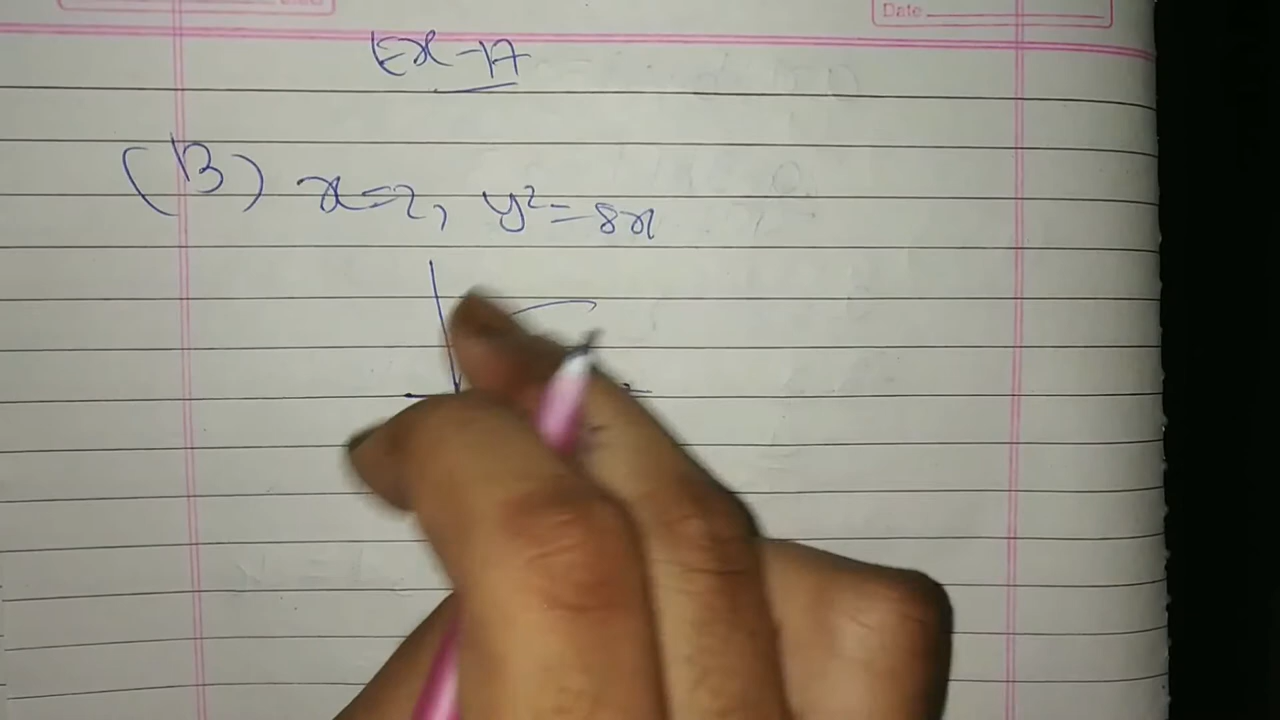 Date
Ex-17
(B) x=2, y²=8x